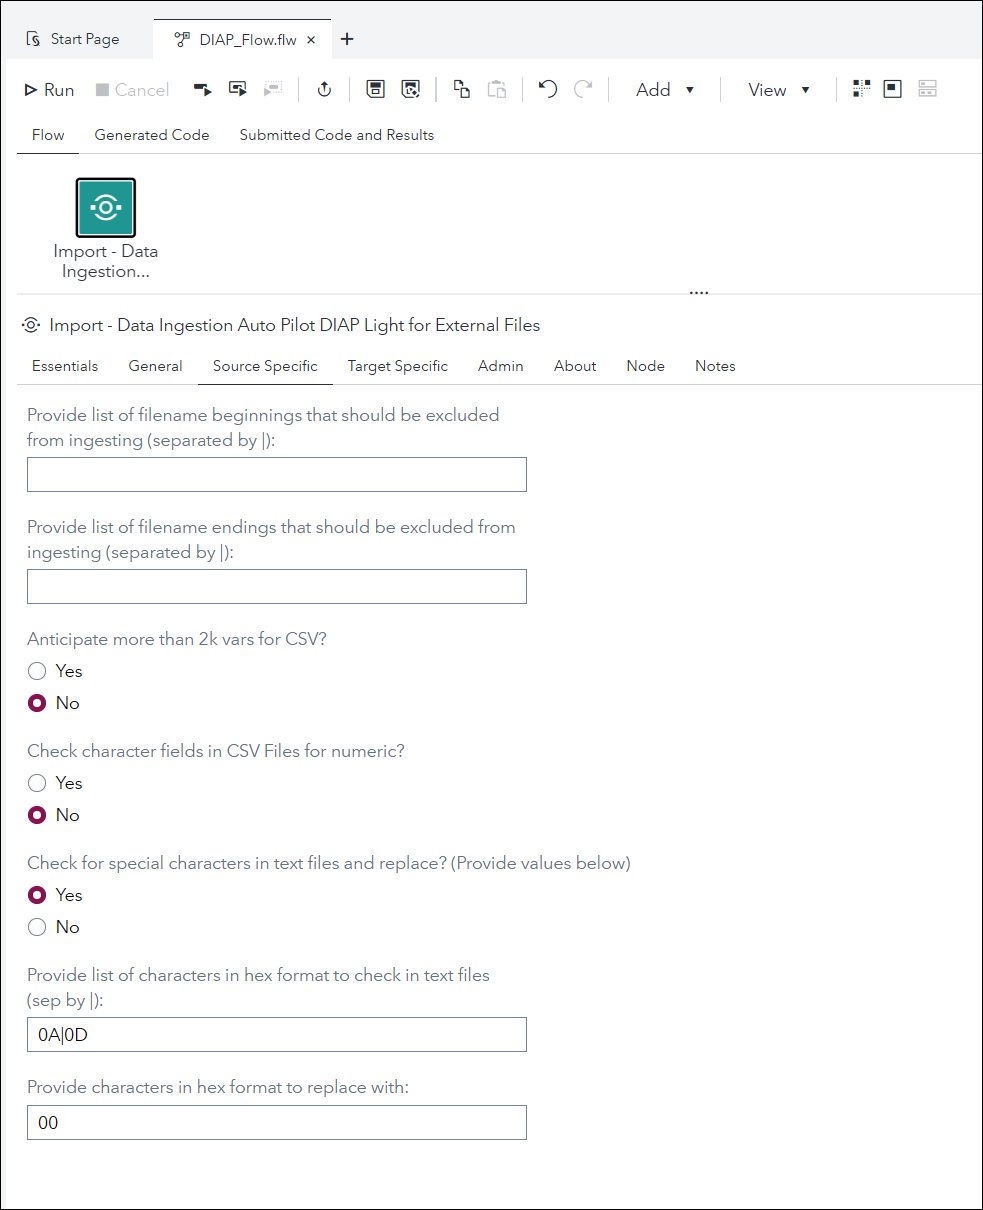 Start Page
DIAP_Flow.flw
Run
Cancel
Add
View
Flow
Generated Code
Submitted Code and Results
Import - Data
Ingestion...
Import - Data Ingestion Auto Pilot DIAP Light for External Files
Essentials
General
Source Specific
Target Specific
Admin
About
Node
Notes
Provide list of filename beginnings that should be excluded
from ingesting (separated by |):
Provide list of filename endings that should be excluded from
ingesting (separated by |):
Anticipate more than 2k vars for CSV?
Yes
No
Check character fields in CSV Files for numeric?
Yes
No
Check for special characters in text files and replace? (Provide values below)
Yes
No
Provide list of characters in hex format to check in text files
(sep by |):
0A|0D
Provide characters in hex format to replace with:
00